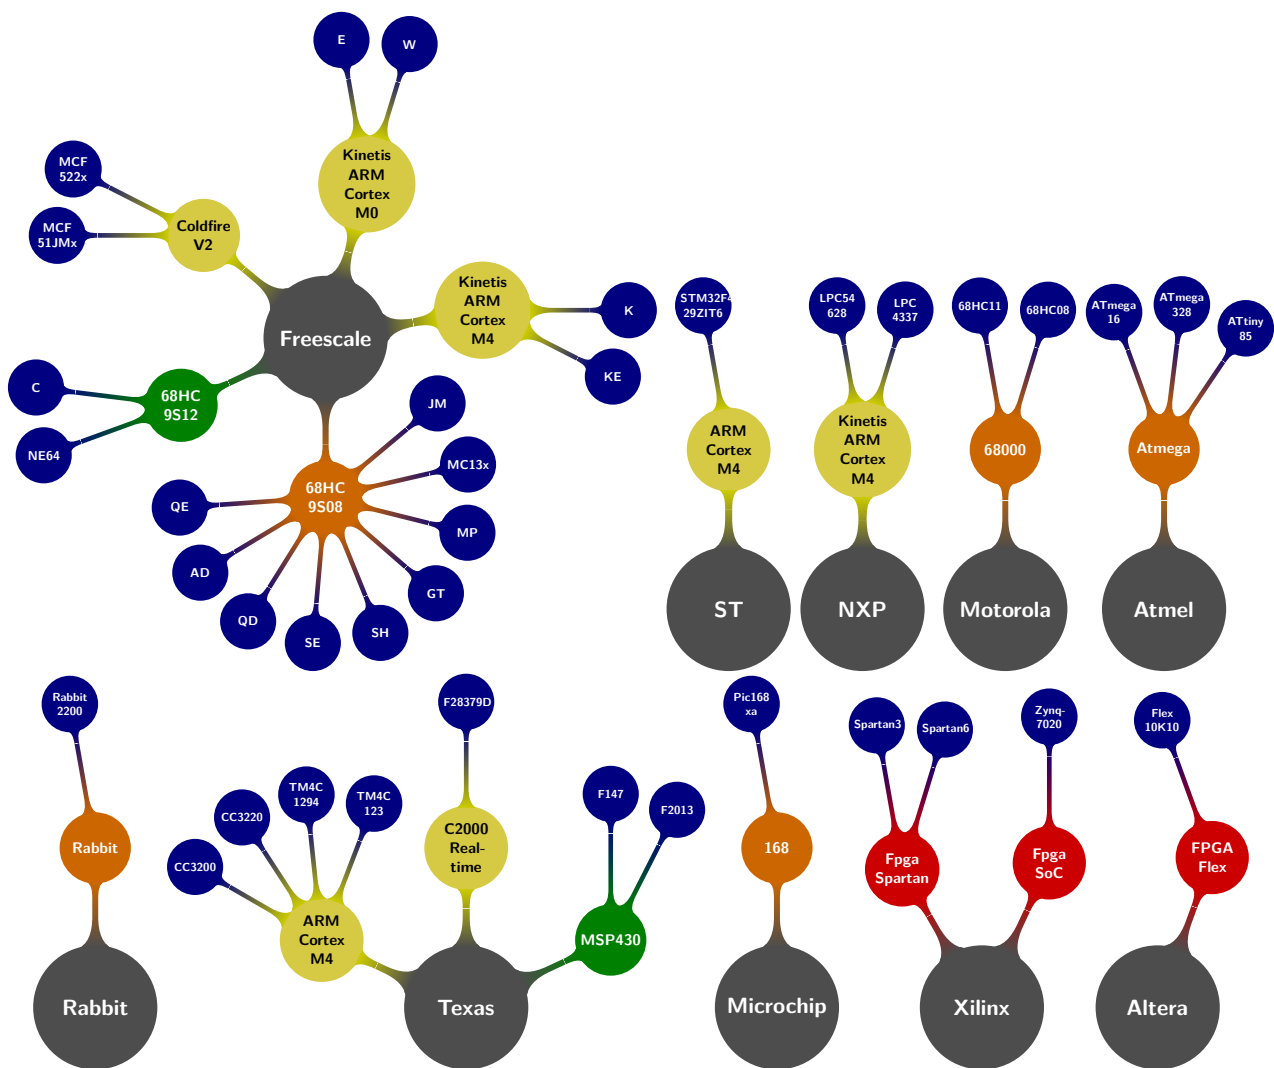 E
W
Kinetis
ARM
Cortex
M0
MCF
522x
MCF
51JMx
Coldfire
V2
Freescale
Kinetis
ARM
Cortex
M4
K
KE
C
NE64
68HC
9S12
68HC
9S08
JM
MC13x
MP
GT
SH
SE
QD
AD
QE
STM32F4
29ZIT6
ARM
Cortex
M4
ST
LPC54
628
LPC
4337
Kinetis
ARM
Cortex
M4
NXP
68HC11
68HC08
68000
Motorola
ATmega
16
ATmega
328
ATtiny
85
Atmega
Atmel
Rabbit
2200
Rabbit
Rabbit
CC3200
CC3220
TM4C
1294
TM4C
123
ARM
Cortex
M4
F28379D
C2000
Real-
time
F147
F2013
MSP430
Texas
Pic168
xa
168
Microchip
Spartan3
Spartan6
Fpga
Spartan
Zynq-
7020
Fpga
SoC
Xilinx
Flex
10K10
FPGA
Flex
Altera